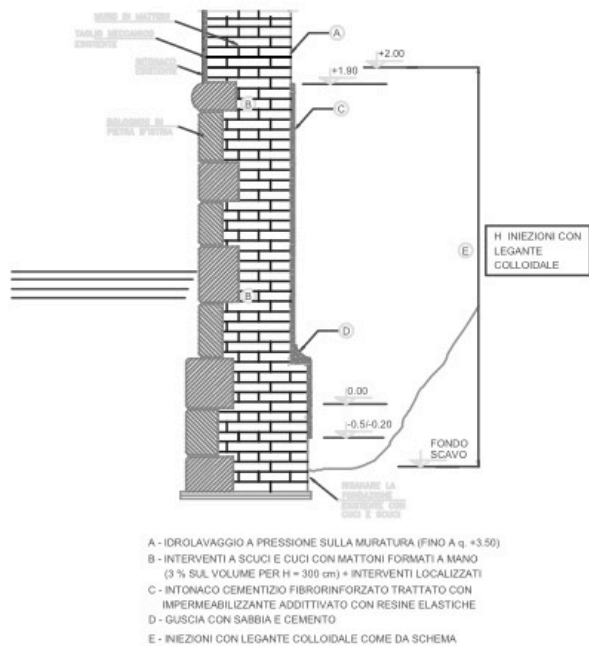 MURO IN MATTONI
TAGLIO MECCANICO
ESISTENTE
INTONACO
ESISTENTE
BOLOGNINI IN
PIETRA D'ISTRIA
A
+2.00
+1.90
B
C
E
H INIEZIONI CON
LEGANTE
COLLOIDALE
B
D
0.00
-0.5/-0.20
FONDO
SCAVO
RISANARE LA
FONDAZIONE
ESISTENTE CON
CUCI E SCUCI
A - IDROLAVAGGIO A PRESSIONE SULLA MURATURA (FINO A q. +3.50)
B - INTERVENTI A SCUCI E CUCI CON MATTONI FORMATI A MANO
(3 % SUL VOLUME PER H = 300 cm) + INTERVENTI LOCALIZZATI
C - INTONACO CEMENTIZIO FIBRORINFORZATO TRATTATO CON
IMPERMEABILIZZANTE ADDITTIVATO CON RESINE ELASTICHE
D - GUSCIA CON SABBIA E CEMENTO
E - INIEZIONI CON LEGANTE COLLOIDALE COME DA SCHEMA